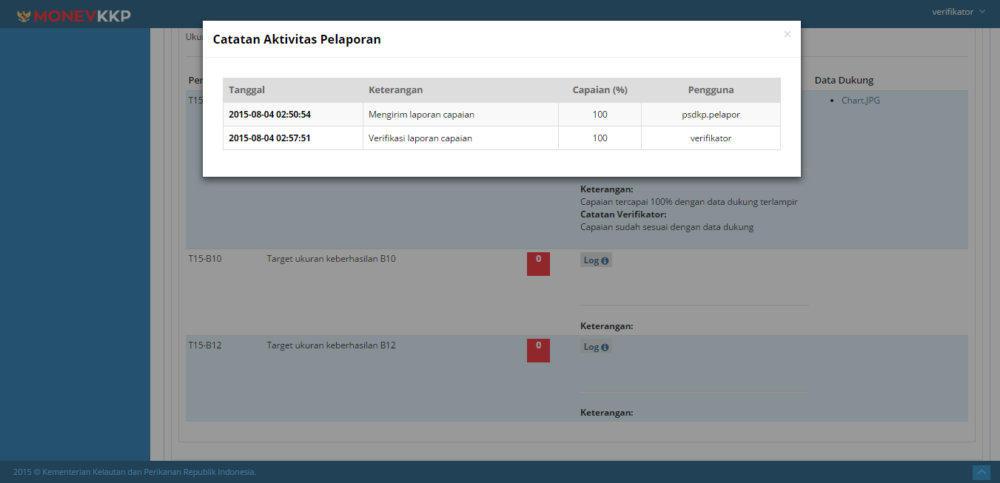 MONEVKKP
verifikator
Catatan Aktivitas Pelaporan
×
Tanggal Keterangan Capaian (%) Pengguna
2015-08-04 02:50:54 Mengirim laporan capaian 100 psdkp.pelapor
2015-08-04 02:57:51 Verifikasi laporan capaian 100 verifikator
Data Dukung
T15
Chart.JPG
Keterangan:
Capaian tercapai 100% dengan data dukung terlampir
Catatan Verifikator:
Capaian sudah sesuai dengan data dukung
T15-B10 Target ukuran keberhasilan B10 0 Log
Keterangan:
T15-B12 Target ukuran keberhasilan B12 0 Log
Keterangan:
2015 © Kementerian Kelautan dan Perikanan Republik Indonesia.